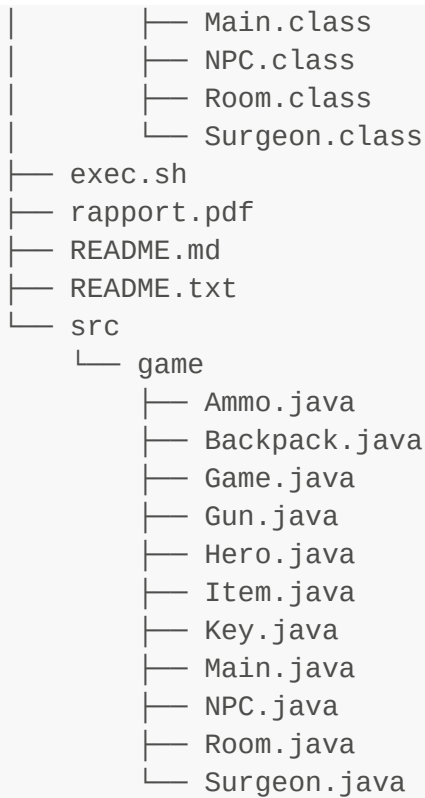 │       ├── Main.class
│       ├── NPC.class
│       ├── Room.class
│       └── Surgeon.class
├── exec.sh
├── rapport.pdf
├── README.md
├── README.txt
└── src
    └── game
        ├── Ammo.java
        ├── Backpack.java
        ├── Game.java
        ├── Gun.java
        ├── Hero.java
        ├── Item.java
        ├── Key.java
        ├── Main.java
        ├── NPC.java
        ├── Room.java
        └── Surgeon.java